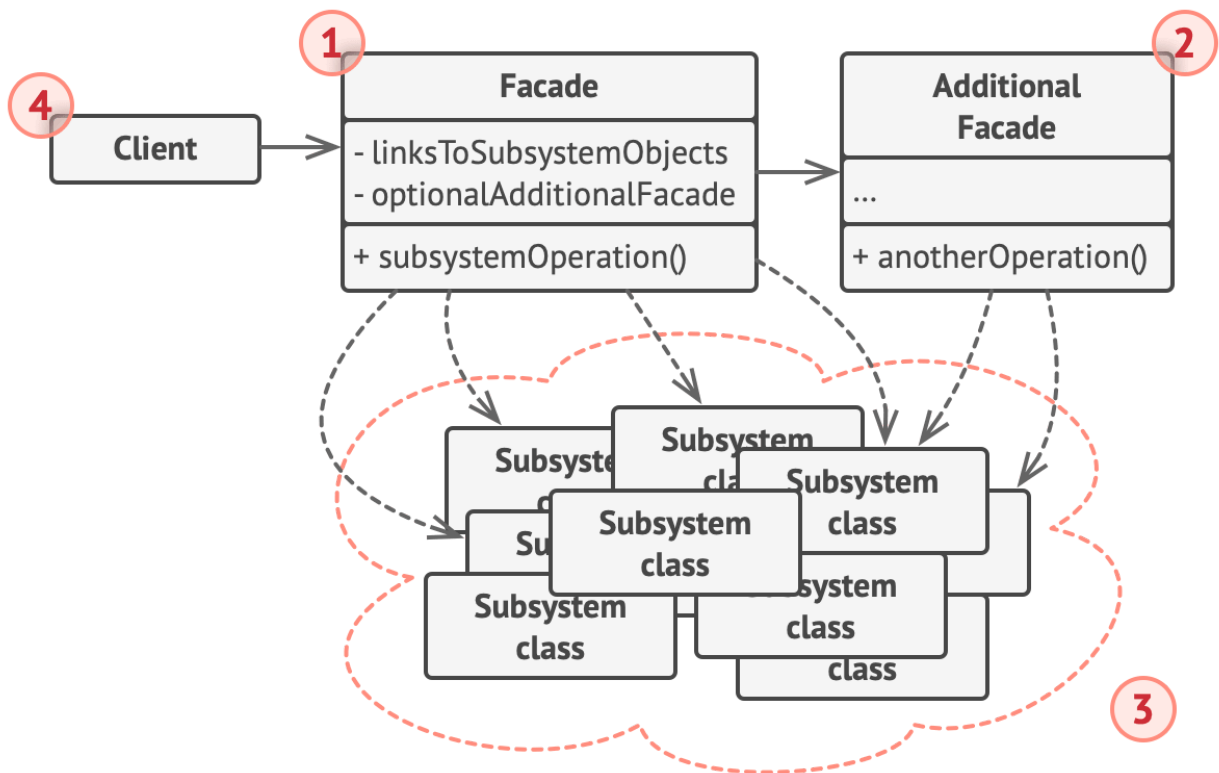 1
Facade
- linksToSubsystemObjects
- optionalAdditionalFacade
+ subsystemOperation()
2
Additional
Facade
...
+ anotherOperation()
4
Client
Subsystem
class
Subsystem
class
Subsystem
class
Subsystem
class
Subsystem
class
class
3